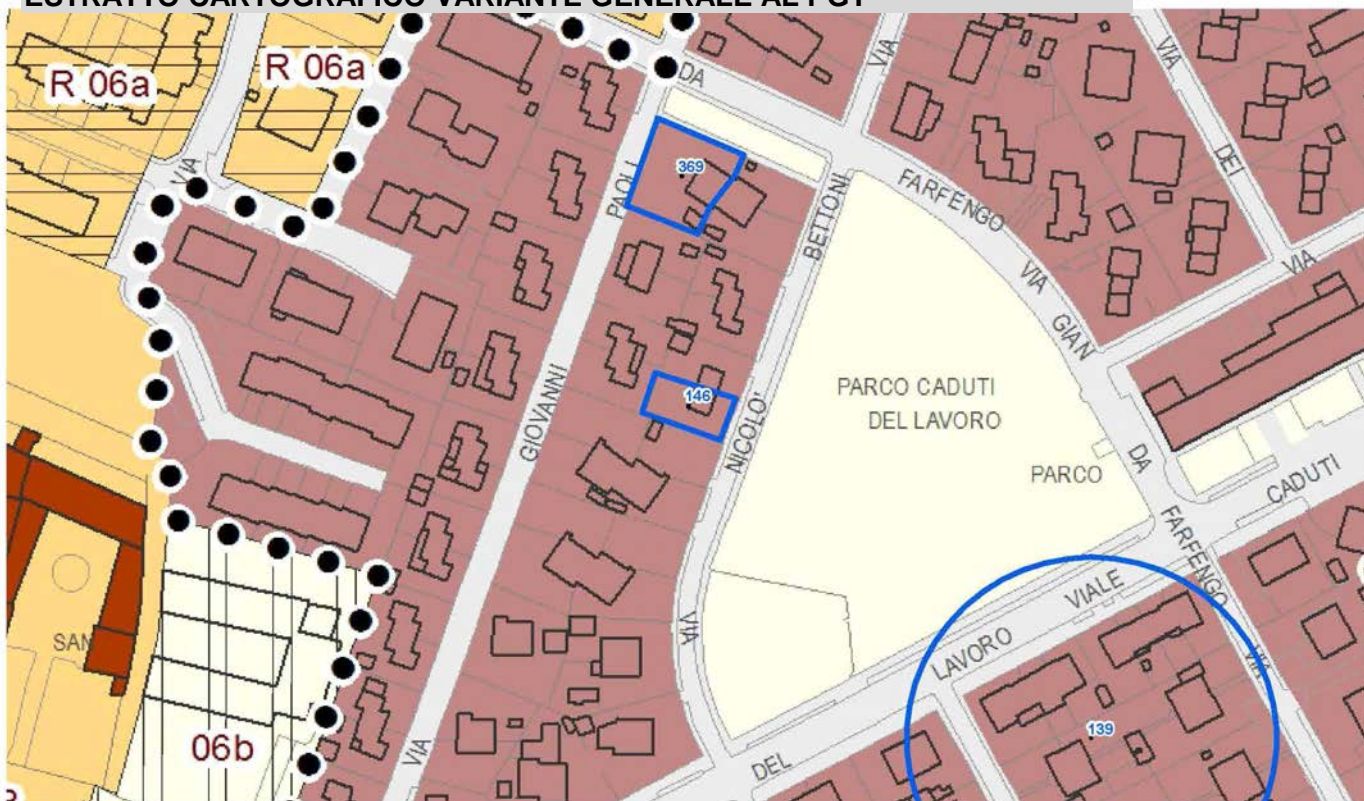 ESTRATTO CARTOGRAFICO VARIANTE GENERALE AL PGT
R 06a
R 06a
VIA
DA
VIA
VIA
DEI
VIA
369
PAOLI
GIOVANNI
VIA
BETTONI
NICOLO'
VIA
FARFENGO
VIA
GIAN
DA
FARFENGO
VIA
146
PARCO CADUTI
DEL LAVORO
PARCO
CADUTI
VIALE
LAVORO
DEL
139
SAN
06b